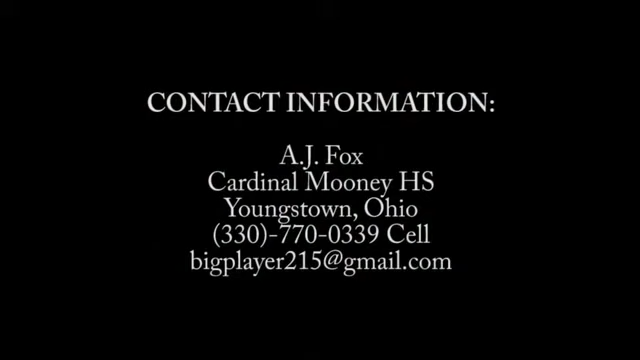 CONTACT INFORMATION:
A.J. Fox
Cardinal Mooney HS
Youngstown, Ohio
(330)-770-0339 Cell
bigplayer215@gmail.com